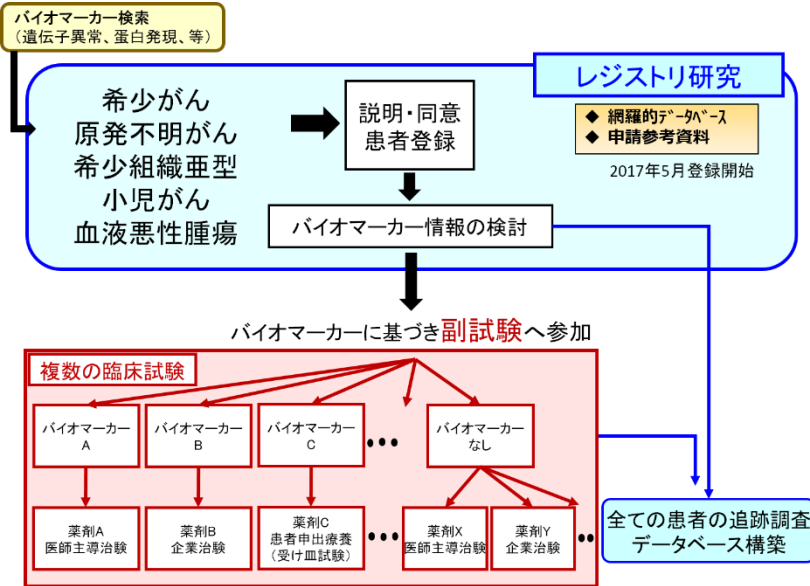 バイオマーカー検索
（遺伝子異常、蛋白発現、等）
レジストリ研究
希少がん
原発不明がん
希少組織亜型
小児がん
血液悪性腫瘍
説明・同意
患者登録
◆ 網羅的ﾃﾞｰﾀﾍﾞｰｽ
◆ 申請参考資料
2017年5月登録開始
バイオマーカー情報の検討
バイオマーカーに基づき副試験へ参加
複数の臨床試験
バイオマーカー
A
バイオマーカー
B
バイオマーカー
C
•••
バイオマーカー
なし
薬剤A
医師主導治験
薬剤B
企業治験
薬剤C
患者申出療養
（受け皿試験）
•••
薬剤X
医師主導治験
薬剤Y
企業治験
••
全ての患者の追跡調査
データベース構築